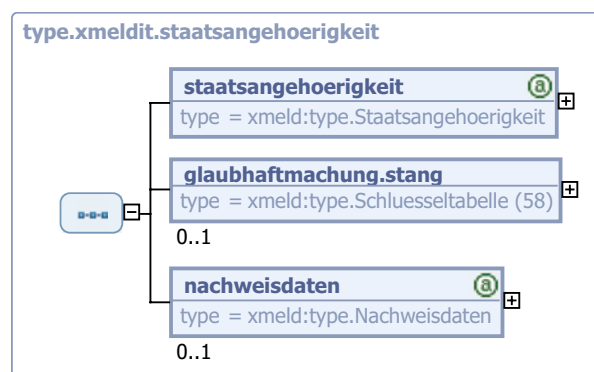 type.xmeldit.staatsangehoerigkeit
staatsangehoerigkeit
type = xmeld:type.Staatsangehoerigkeit
glaubhaftmachung.stang
type = xmeld:type.Schluesseltabelle (58)
0..1
nachweisdaten
type = xmeld:type.Nachweisdaten
0..1